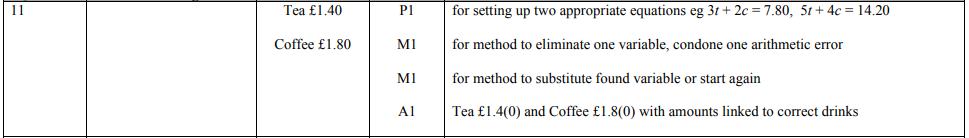 11 Tea £1.40 P1 for setting up two appropriate equations eg 3t + 2c = 7.80, 5t + 4c = 14.20
Coffee £1.80 M1 for method to eliminate one variable, condone one arithmetic error
M1 for method to substitute found variable or start again
A1 Tea £1.4(0) and Coffee £1.8(0) with amounts linked to correct drinks